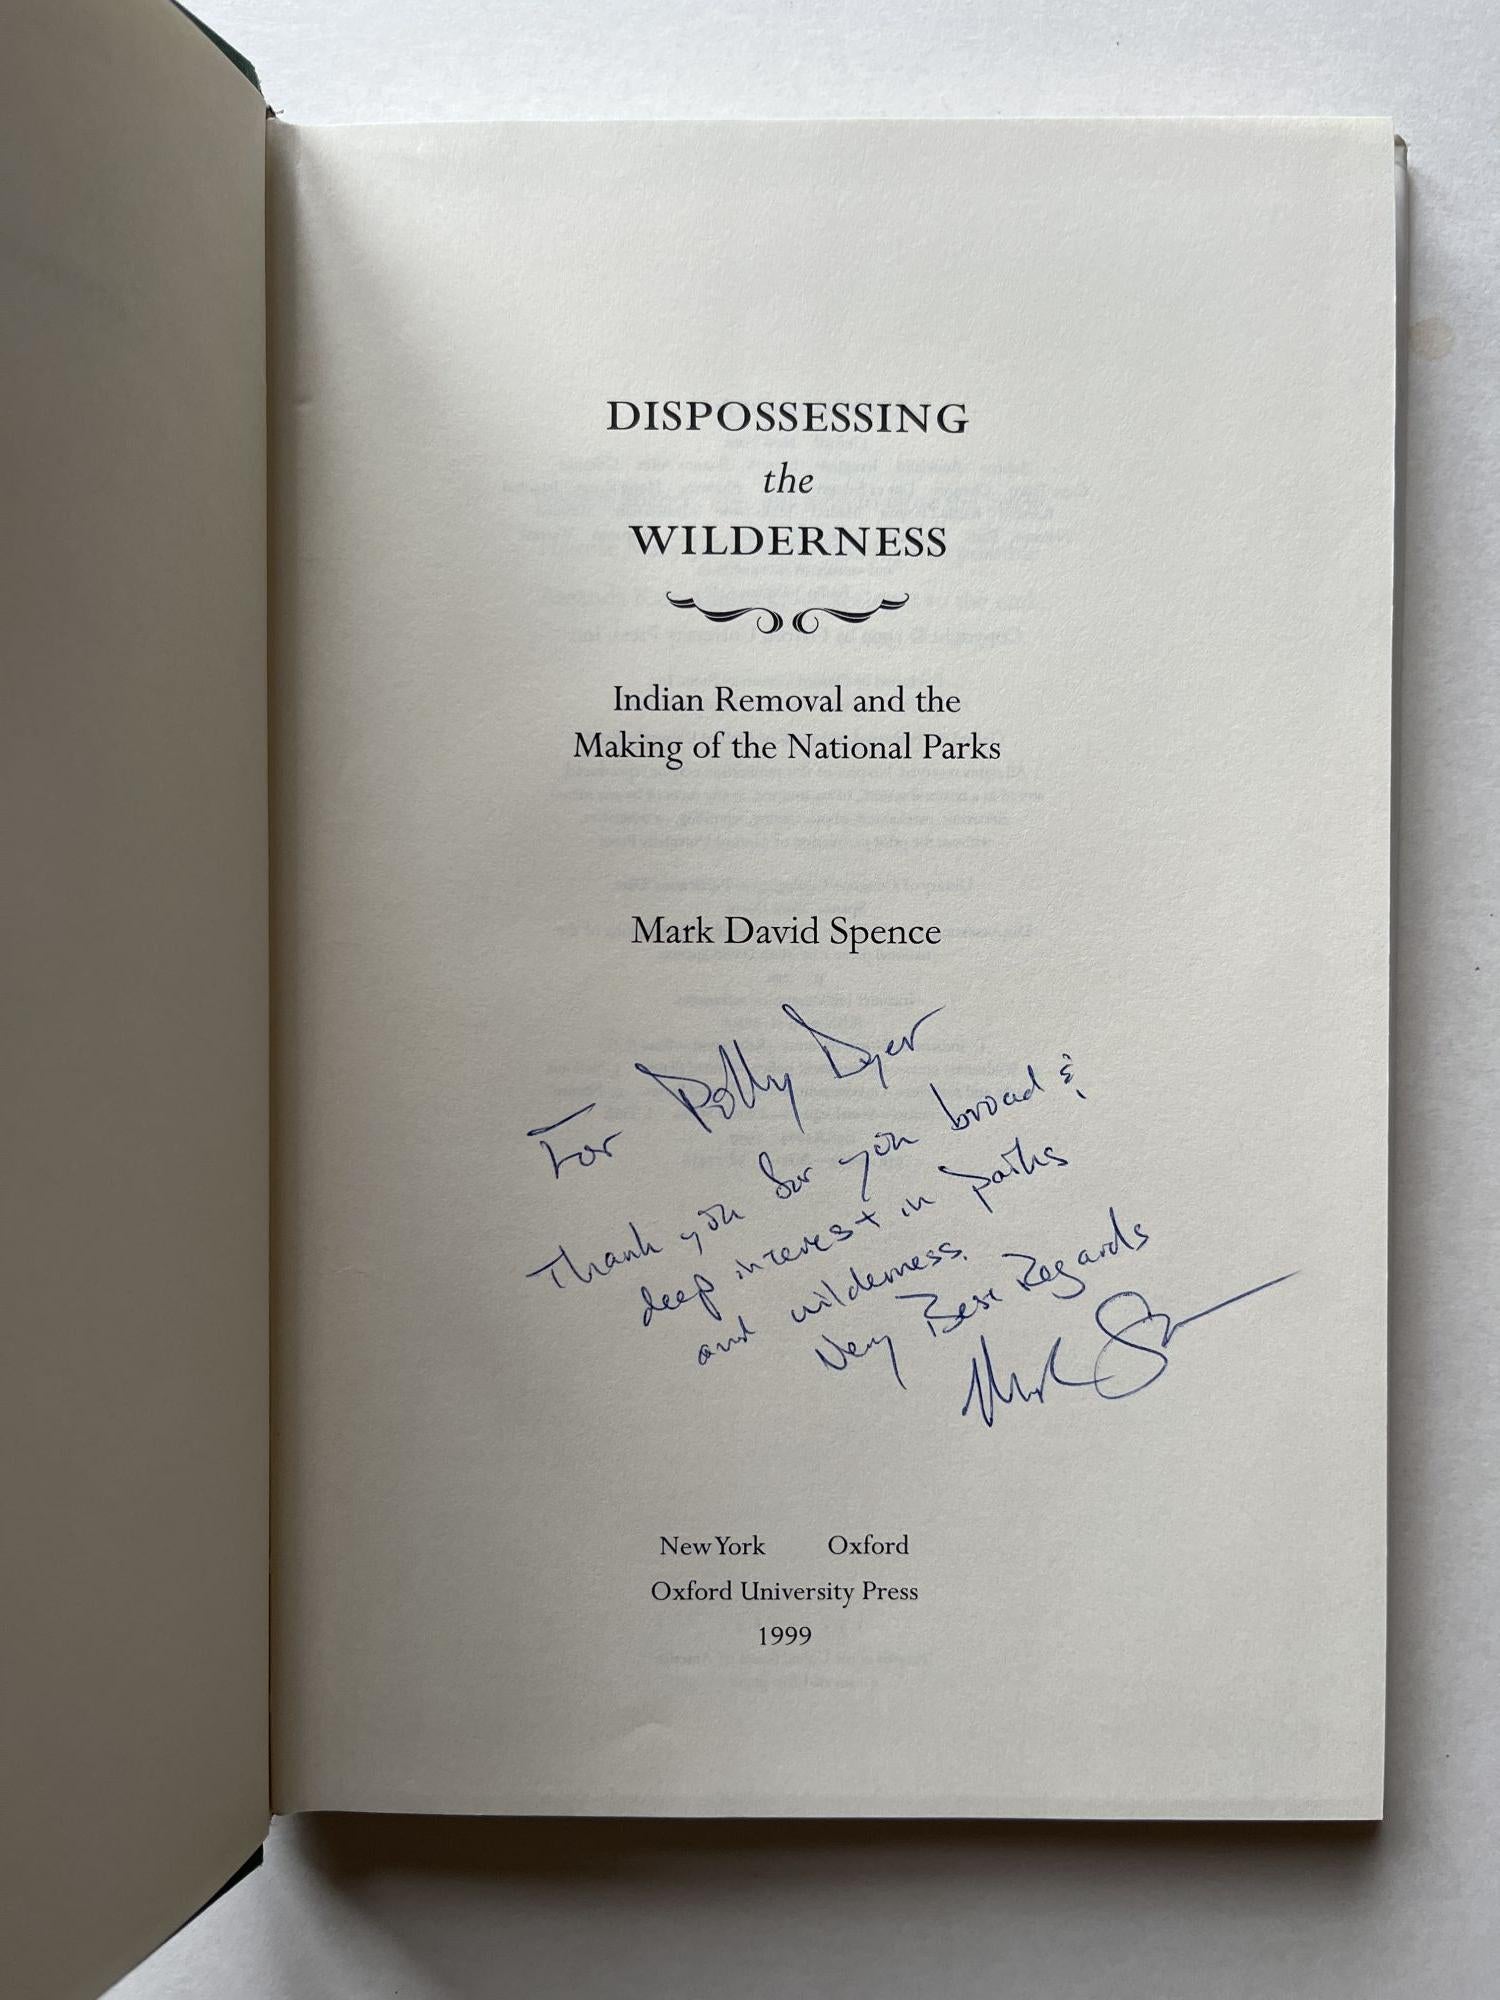 DISPOSSESSING
the
WILDERNESS
Indian Removal and the
Making of the National Parks
Mark David Spence
For Polly Dyer
Thank you for you broad &
deep interest in parks
and wilderness.
Very Best Regards
Mark S
New York Oxford
Oxford University Press
1999